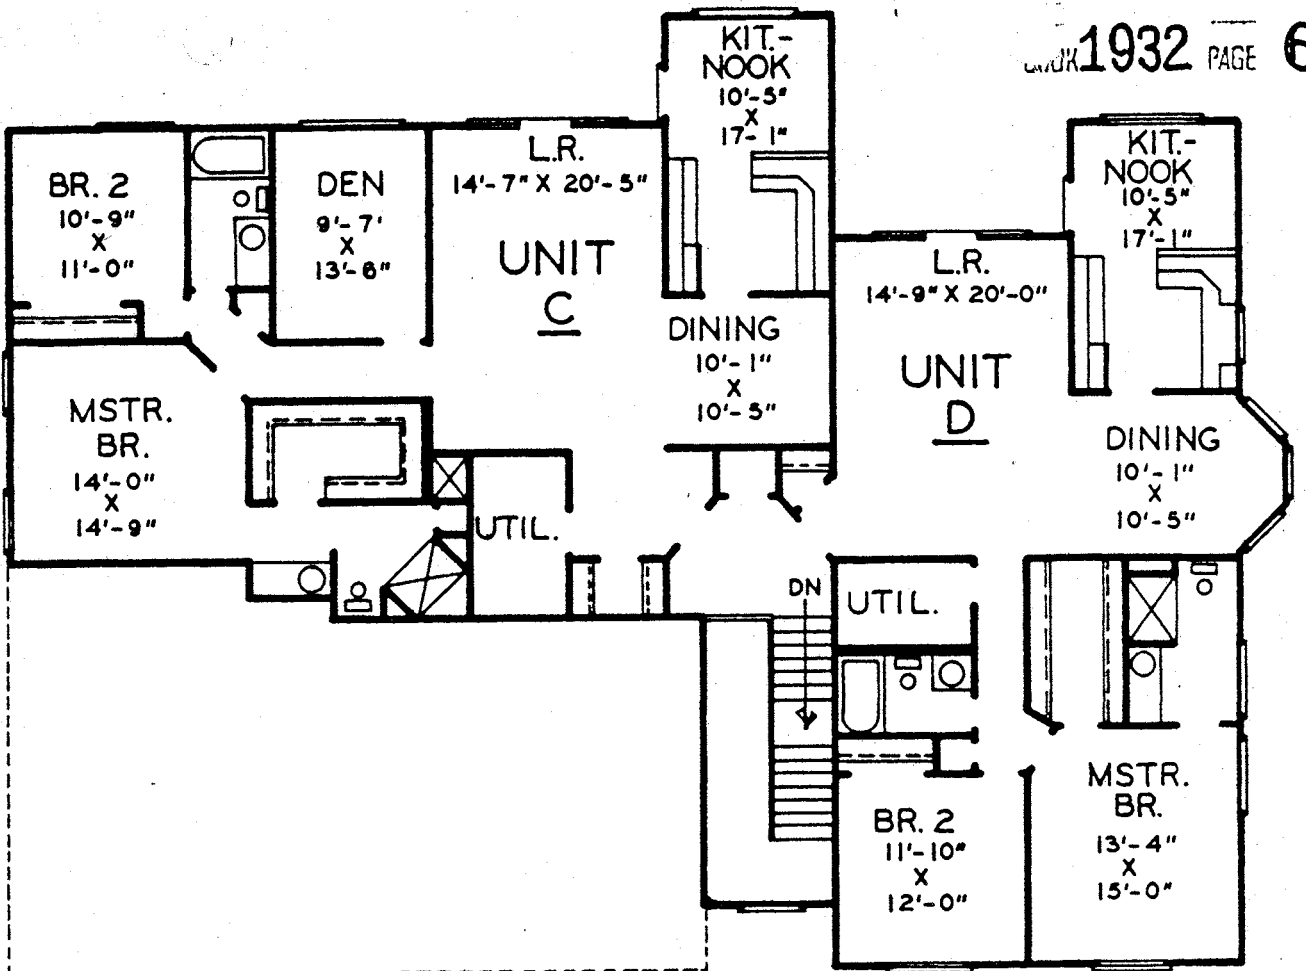 1932 PAGE 6
KIT.-
NOOK
10'-5"
X
17-1"
KIT.-
NOOK
10'-5"
X
17'-1"
L.R.
14'-7" X 20'-5"
BR. 2
10'-9"
X
11'-0"
DEN
9'-7'
X
13'-6"
UNIT
C
L.R.
14'-9" X 20'-0"
DINING
10'-1"
X
10'-5"
UNIT
D
MSTR.
BR.
14'-0"
X
14'-9"
DINING
10'-1"
X
10'-5"
UTIL.
DN
UTIL.
MSTR.
BR.
13'-4"
X
15'-0"
BR. 2
11'-10"
X
12'-0"